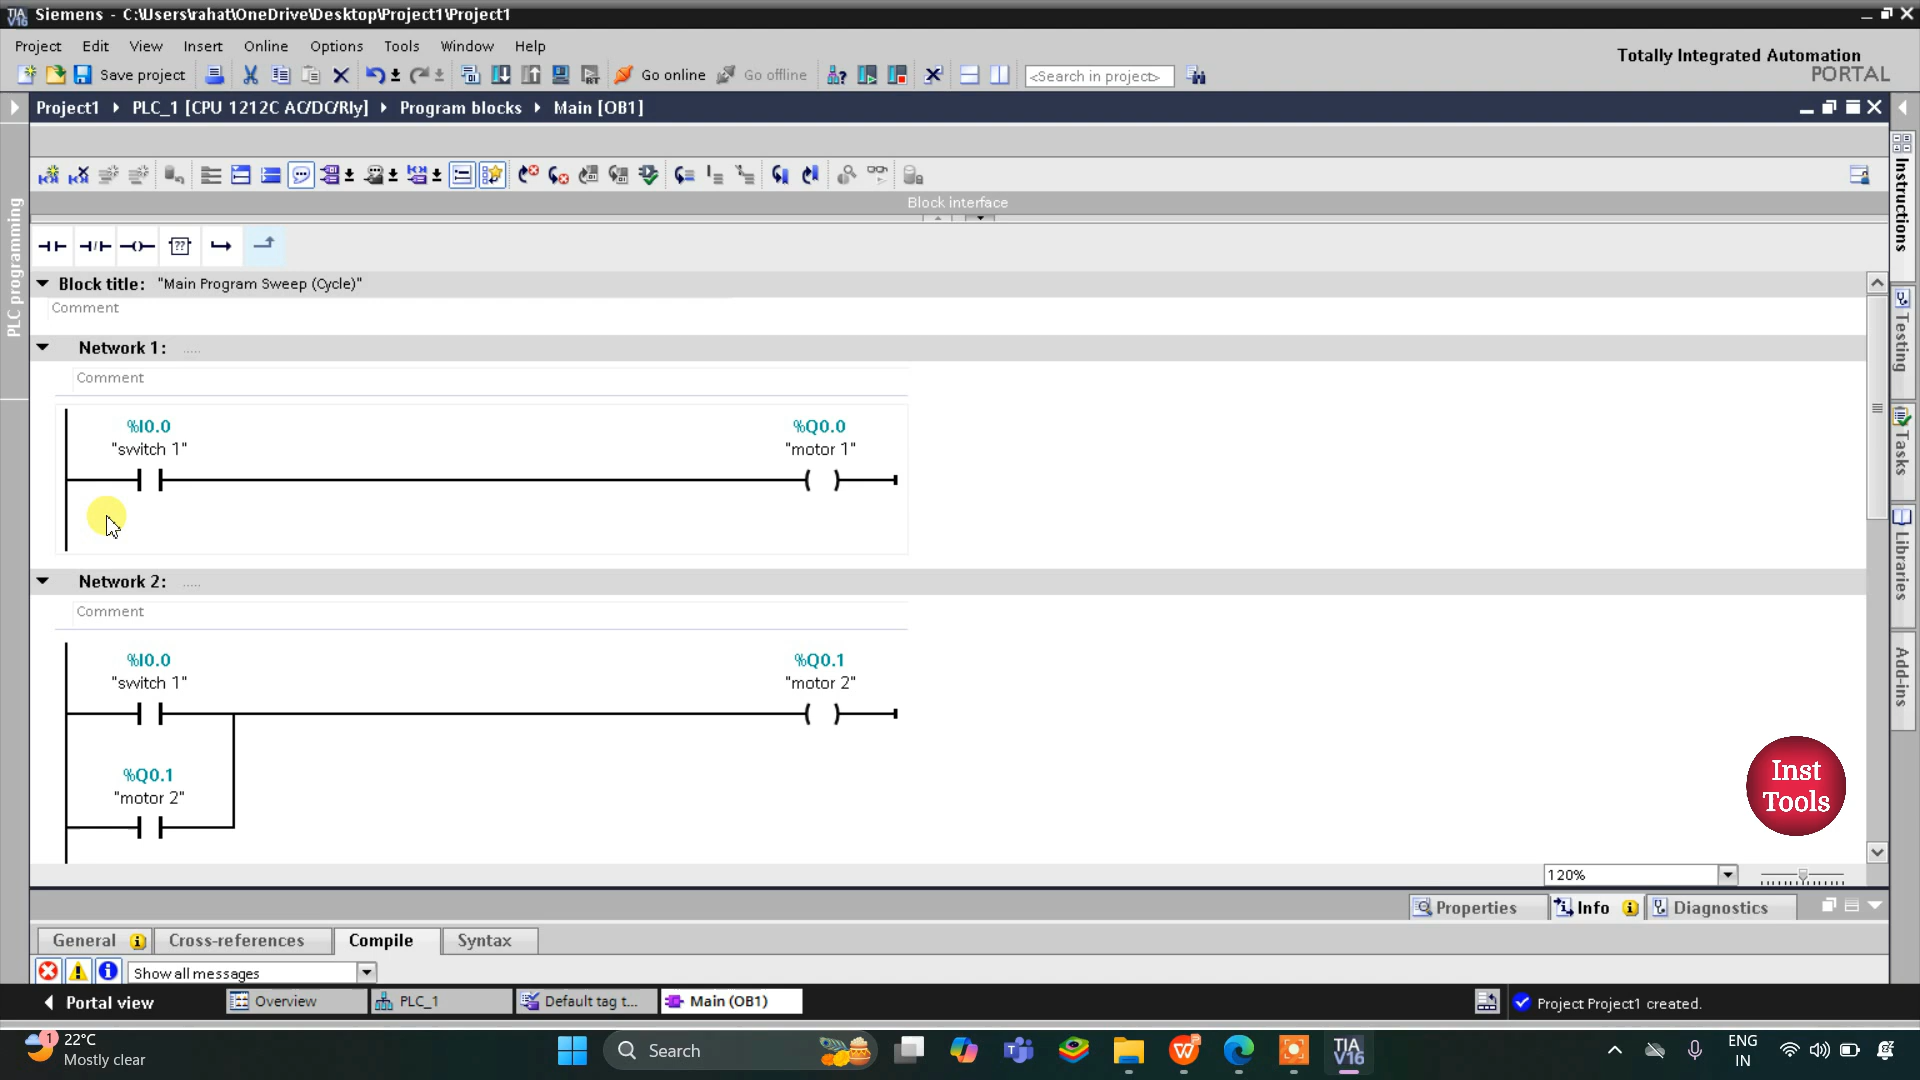 TIA V16 Siemens - C:\Users\rahat\OneDrive\Desktop\Project1\Project1
Project Edit View Insert Online Options Tools Window Help
Totally Integrated Automation
PORTAL
Save project Go online Go offline <Search in project>
Project1 PLC_1 [CPU 1212C AC/DC/Rly] Program blocks Main [OB1]
Block interface
??
Block title: "Main Program Sweep (Cycle)"
Comment
Network 1: .....
Comment
%I0.0 %Q0.0
"switch 1" "motor 1"
Network 2: .....
Comment
%I0.0 %Q0.1
"switch 1" "motor 2"
%Q0.1
"motor 2"
PLC programming
Instructions
Testing
Tasks
Libraries
Add-ins
Inst
Tools
120%
Properties Info Diagnostics
General Cross-references Compile Syntax
Show all messages
Portal view Overview PLC_1 Default tag t... Main (OB1) Project Project1 created.
1 22°C
Mostly clear
Search
TIA
V16
ENG
IN